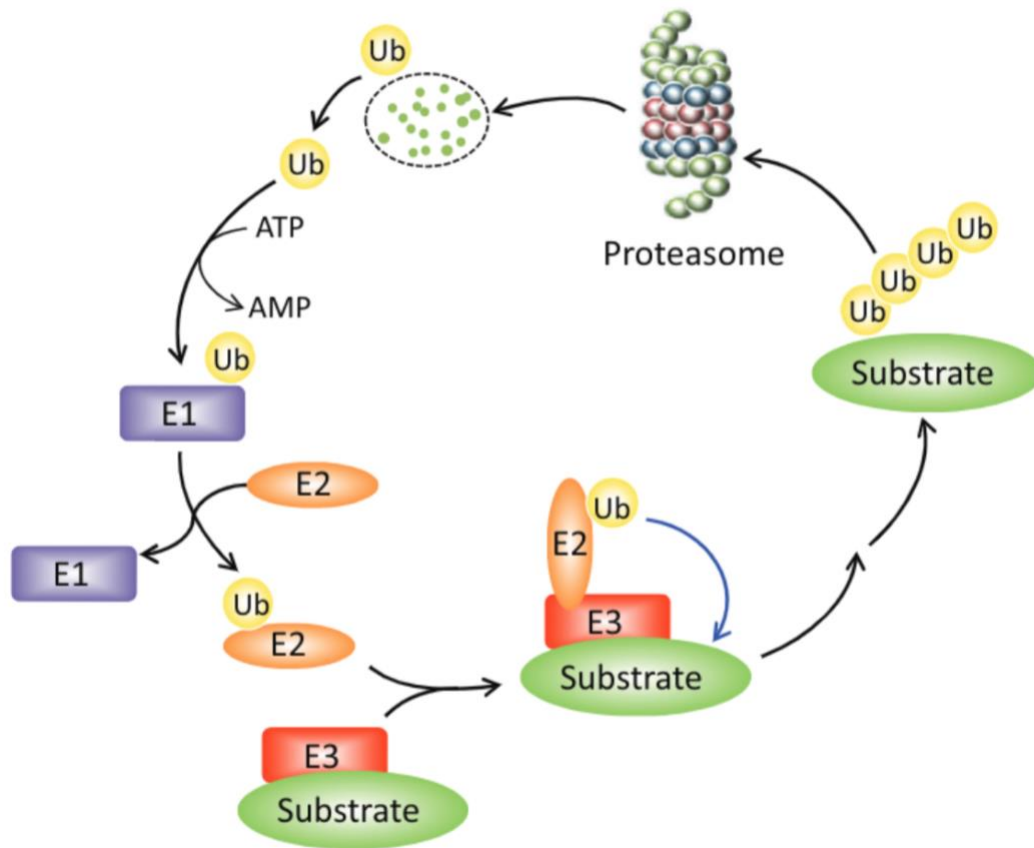 Ub
Ub
ATP
AMP
Ub
E1
E2
E1
Ub
E2
E3
Substrate
E2
Ub
E3
Substrate
Ub
Ub
Ub
Ub
Substrate
Proteasome